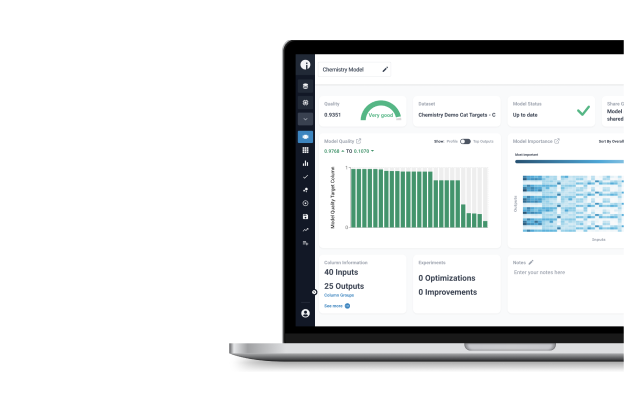 Chemistry Model
Quality
0.9351
Very good
Dataset
Chemistry Demo Cat Targets - C
Model Status
Up to date
Share G
Model
shared
Model Quality
Show: Profiler Top Outputs
0.9768 TO 0.1070
Model Quality Target Column
1
0
Model Importance
Sort By Overall
Most Important
Outputs
Inputs
Column Information
40 Inputs
25 Outputs
Column Groups
See more
Experiments
0 Optimizations
0 Improvements
Notes
Enter your notes here